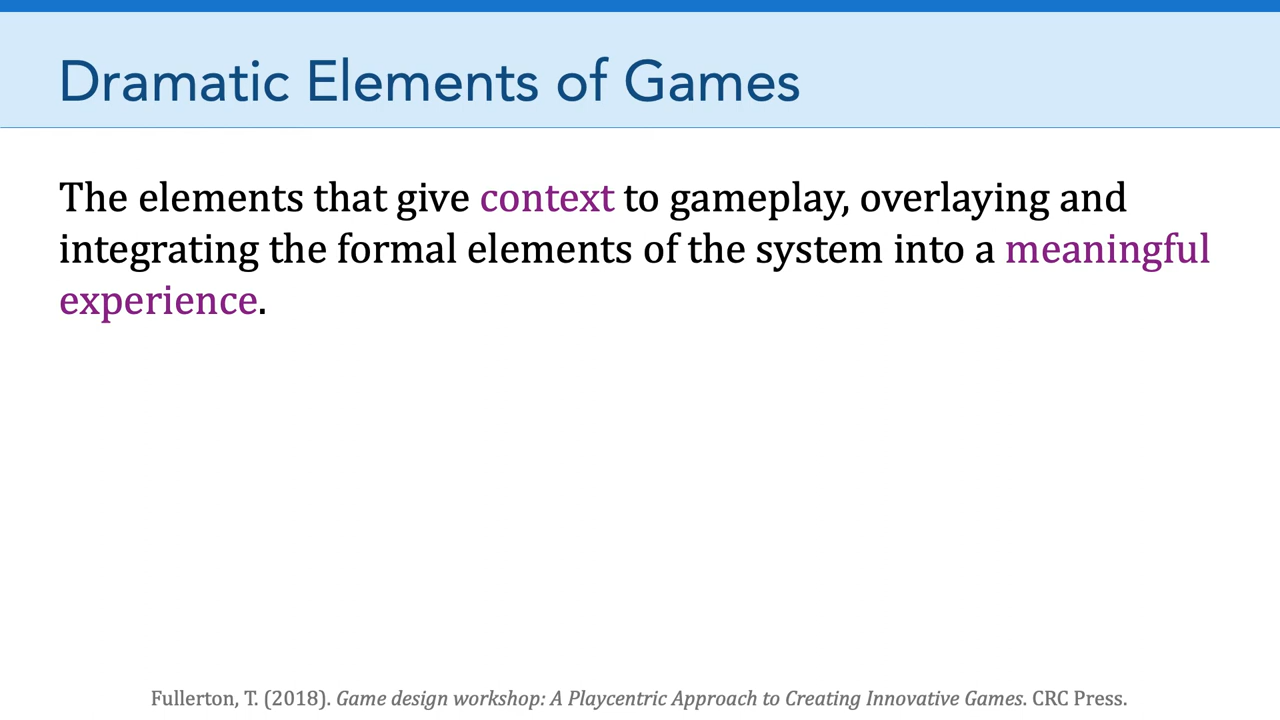 Dramatic Elements of Games
The elements that give context to gameplay, overlaying and
integrating the formal elements of the system into a meaningful
experience.
Fullerton, T. (2018). Game design workshop: A Playcentric Approach to Creating Innovative Games. CRC Press.